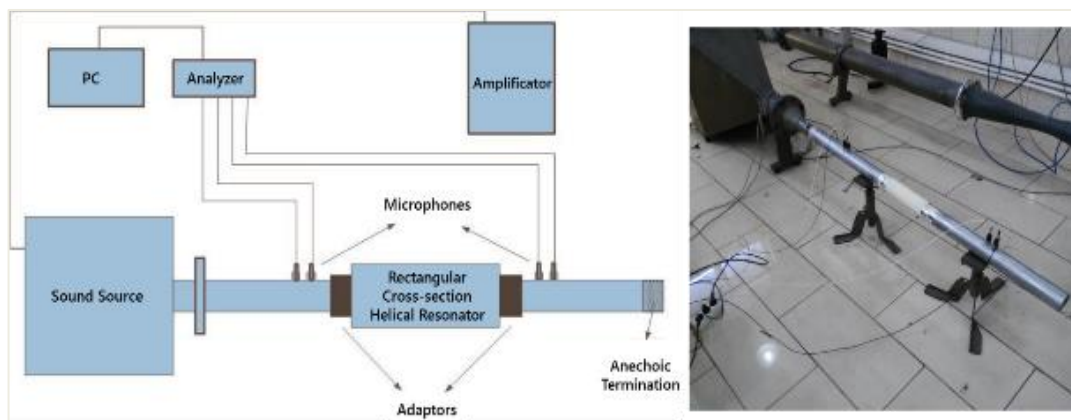 PC
Analyzer
Amplificator
Microphones
Sound Source
Rectangular
Cross-section
Helical Resonator
Anechoic
Termination
Adaptors